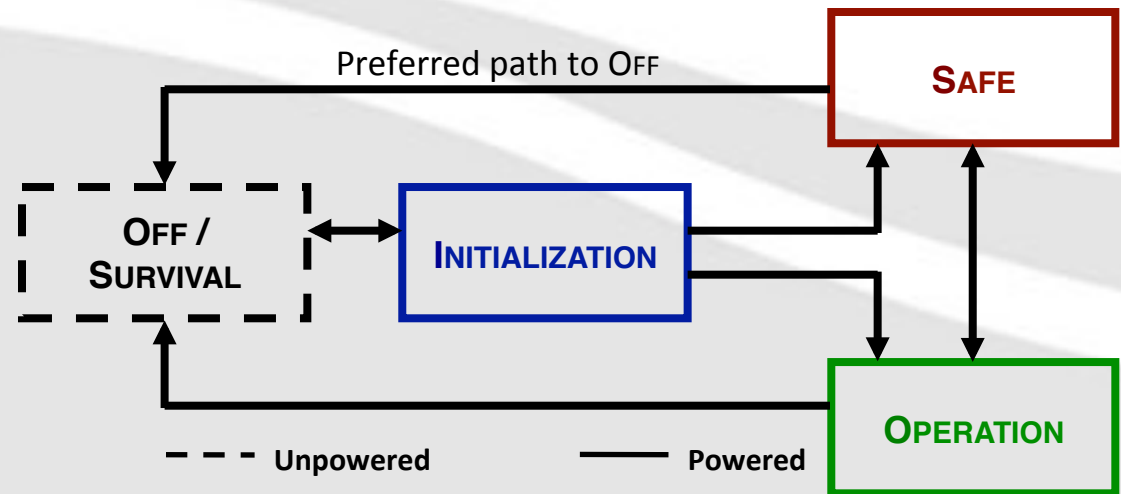 Preferred path to OFF
SAFE
OFF /
SURVIVAL
INITIALIZATION
OPERATION
Unpowered
Powered